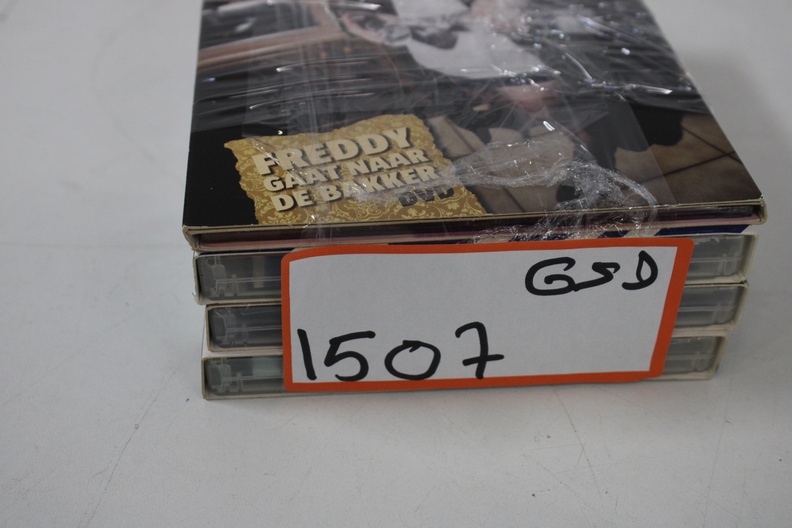 FREDDY
GAAT NAAR
DE BAKKER
DVD
GSD
1507